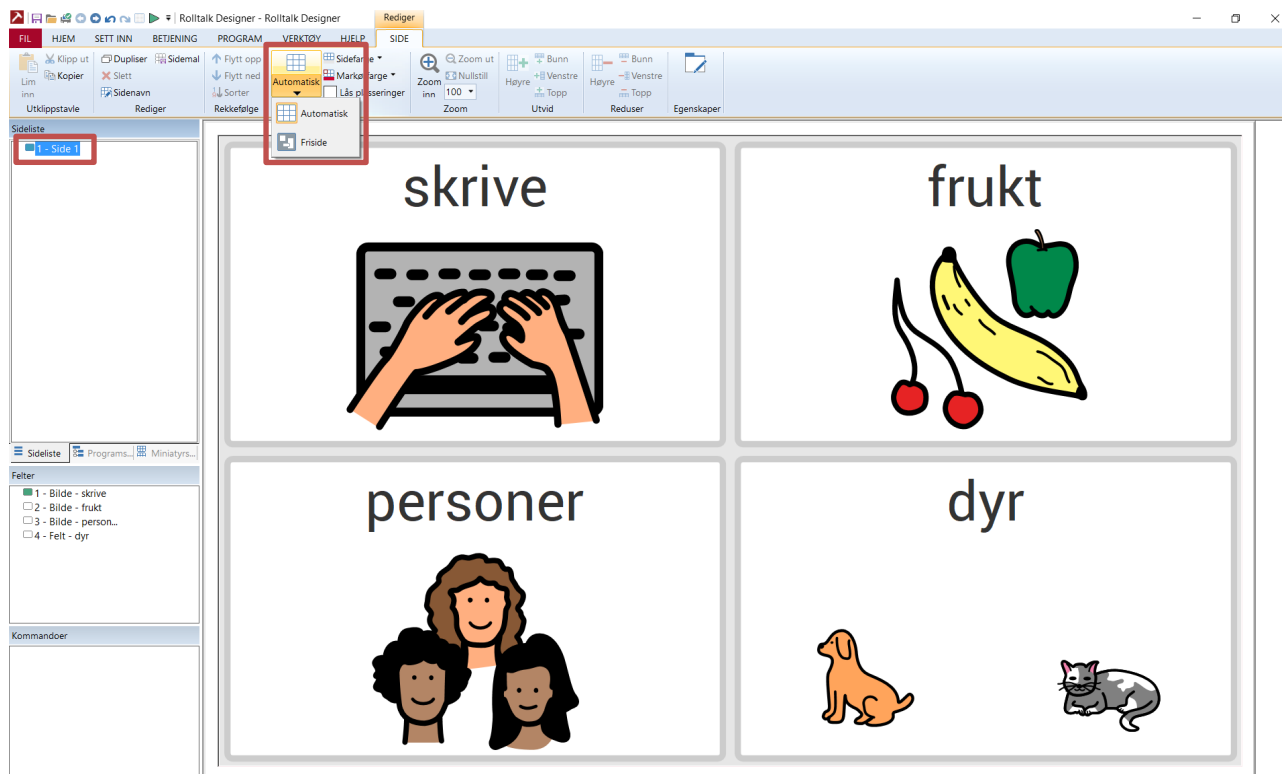 Rolltalk Designer - Rolltalk Designer
Rediger
FIL HJEM SETT INN BETJENING PROGRAM VERKTØY HJELP SIDE
Klipp ut Dupliser Sidemal Flytt opp Sidefarge Zoom ut Bunn Bunn
Kopier Slett Flytt ned Automatisk Markørfarge Zoom Nullstill Høyre Venstre Høyre Venstre
Lim inn Sidenavn Sorter Lås plasseringer inn 100 Topp Topp
Utklippstavle Rediger Rekkefølge Zoom Utvid Reduser Egenskaper
Automatisk
Friside
Sideliste
1 - Side 1
Sideliste Programs... Miniatyrs...
Felter
1 - Bilde - skrive
2 - Bilde - frukt
3 - Bilde - person...
4 - Felt - dyr
Kommandoer
skrive
frukt
personer
dyr